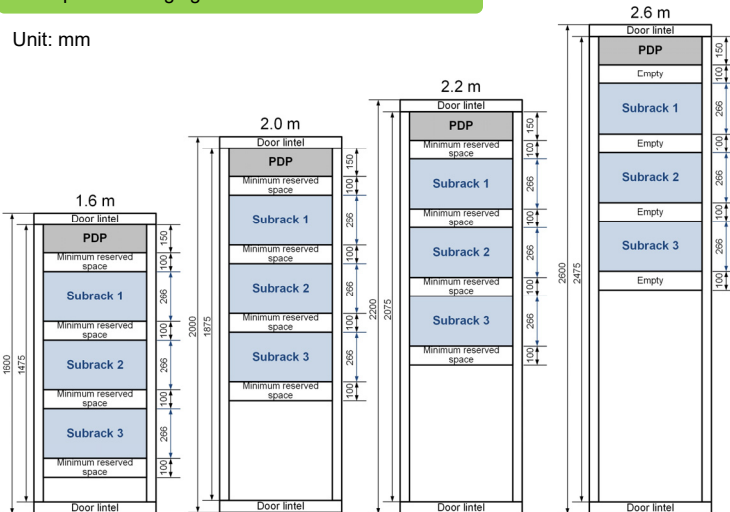 Unit: mm
1.6 m
Door lintel
PDP
Minimum reserved
space
Subrack 1
Minimum reserved
space
Subrack 2
Minimum reserved
space
Subrack 3
Minimum reserved
space
Door lintel
1600
1475
150
100
266
100
266
100
266
100
2.0 m
Door lintel
PDP
Minimum reserved
space
Subrack 1
Minimum reserved
space
Subrack 2
Minimum reserved
space
Subrack 3
Minimum reserved
space
Door lintel
2000
1875
150
100
266
100
266
100
266
100
2.2 m
Door lintel
PDP
Minimum reserved
space
Subrack 1
Minimum reserved
space
Subrack 2
Minimum reserved
space
Subrack 3
Minimum reserved
space
Door lintel
2200
2075
150
100
266
100
266
100
266
100
2.6 m
Door lintel
PDP
Empty
Subrack 1
Empty
Subrack 2
Empty
Subrack 3
Empty
Door lintel
2600
2475
150
100
266
100
266
100
266
100